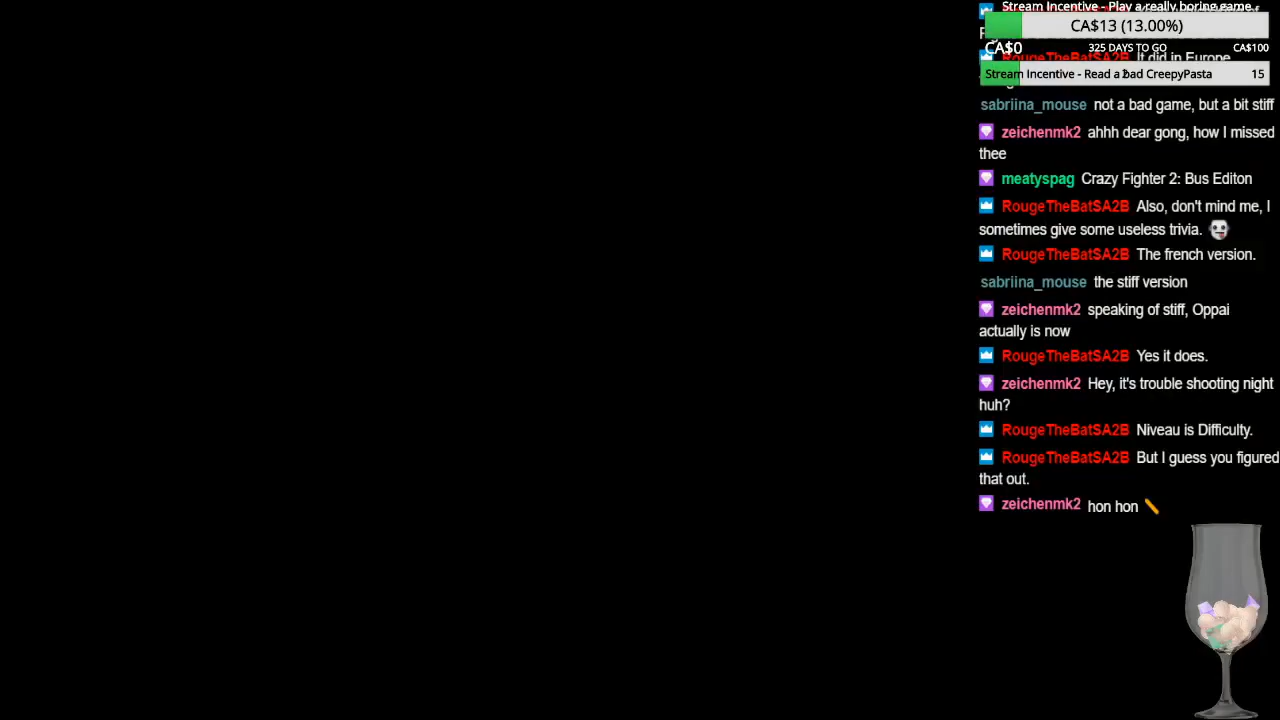 Stream Incentive - Play a really boring game.
CA$13 (13.00%)
CA$0 325 DAYS TO GO CA$100
RougeTheBatSA2B It did in Europe
Stream Incentive - Read a bad CreepyPasta 2 15
sabriina_mouse not a bad game, but a bit stiff
zeichenmk2 ahhh dear gong, how I missed
thee
meatyspag Crazy Fighter 2: Bus Editon
RougeTheBatSA2B Also, don't mind me, I
sometimes give some useless trivia.
RougeTheBatSA2B The french version.
sabriina_mouse the stiff version
zeichenmk2 speaking of stiff, Oppai
actually is now
RougeTheBatSA2B Yes it does.
zeichenmk2 Hey, it's trouble shooting night
huh?
RougeTheBatSA2B Niveau is Difficulty.
RougeTheBatSA2B But I guess you figured
that out.
zeichenmk2 hon hon